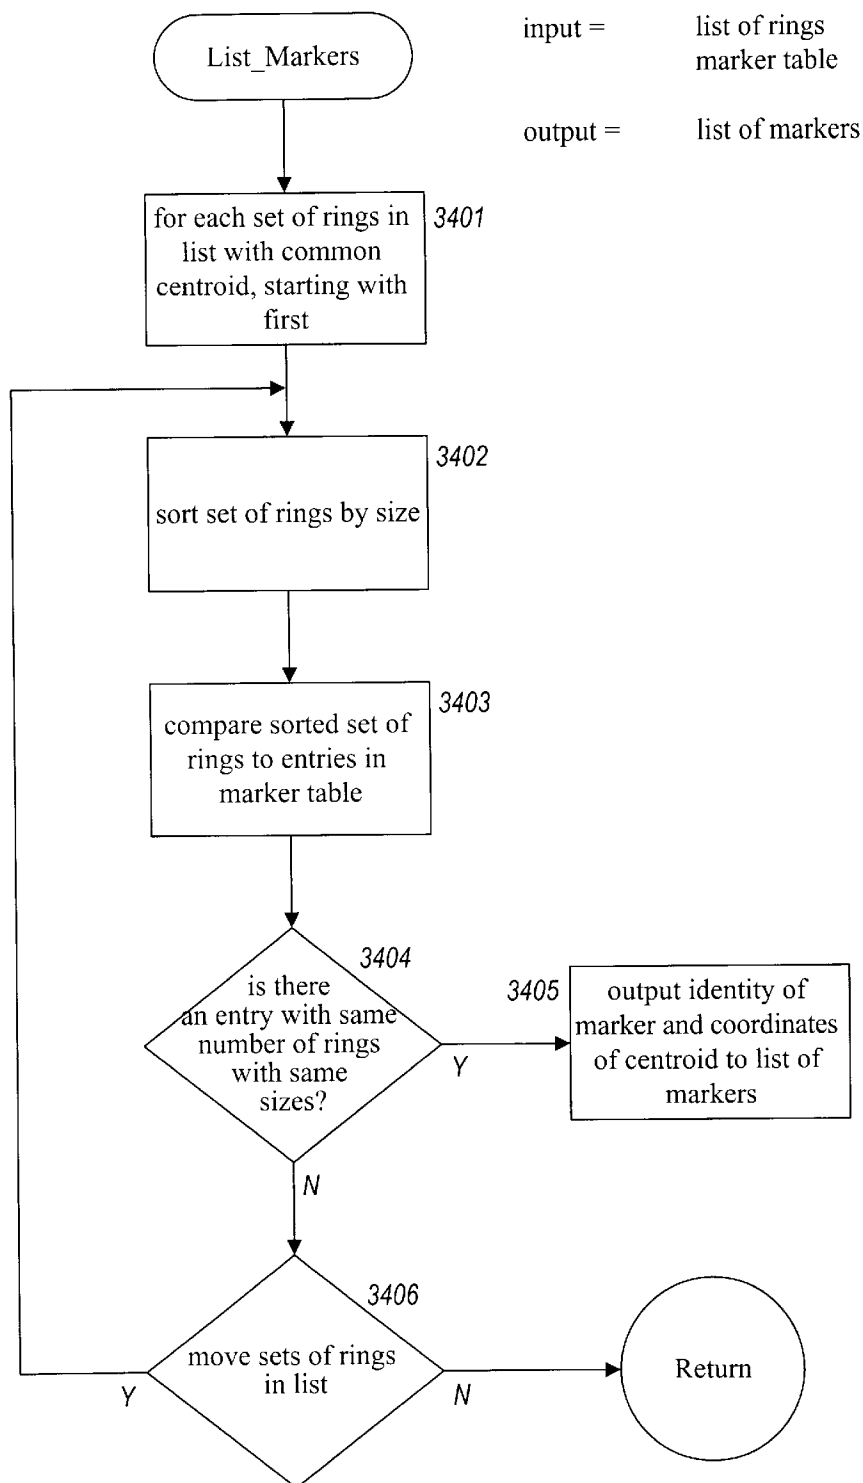 List_Markers
input = list of rings
marker table
output = list of markers
for each set of rings in
list with common
centroid, starting with
first
3401
3402
sort set of rings by size
3403
compare sorted set of
rings to entries in
marker table
3404
is there
an entry with same
number of rings
with same
sizes?
Y
N
3405
output identity of
marker and coordinates
of centroid to list of
markers
3406
move sets of rings
in list
Y
N
Return